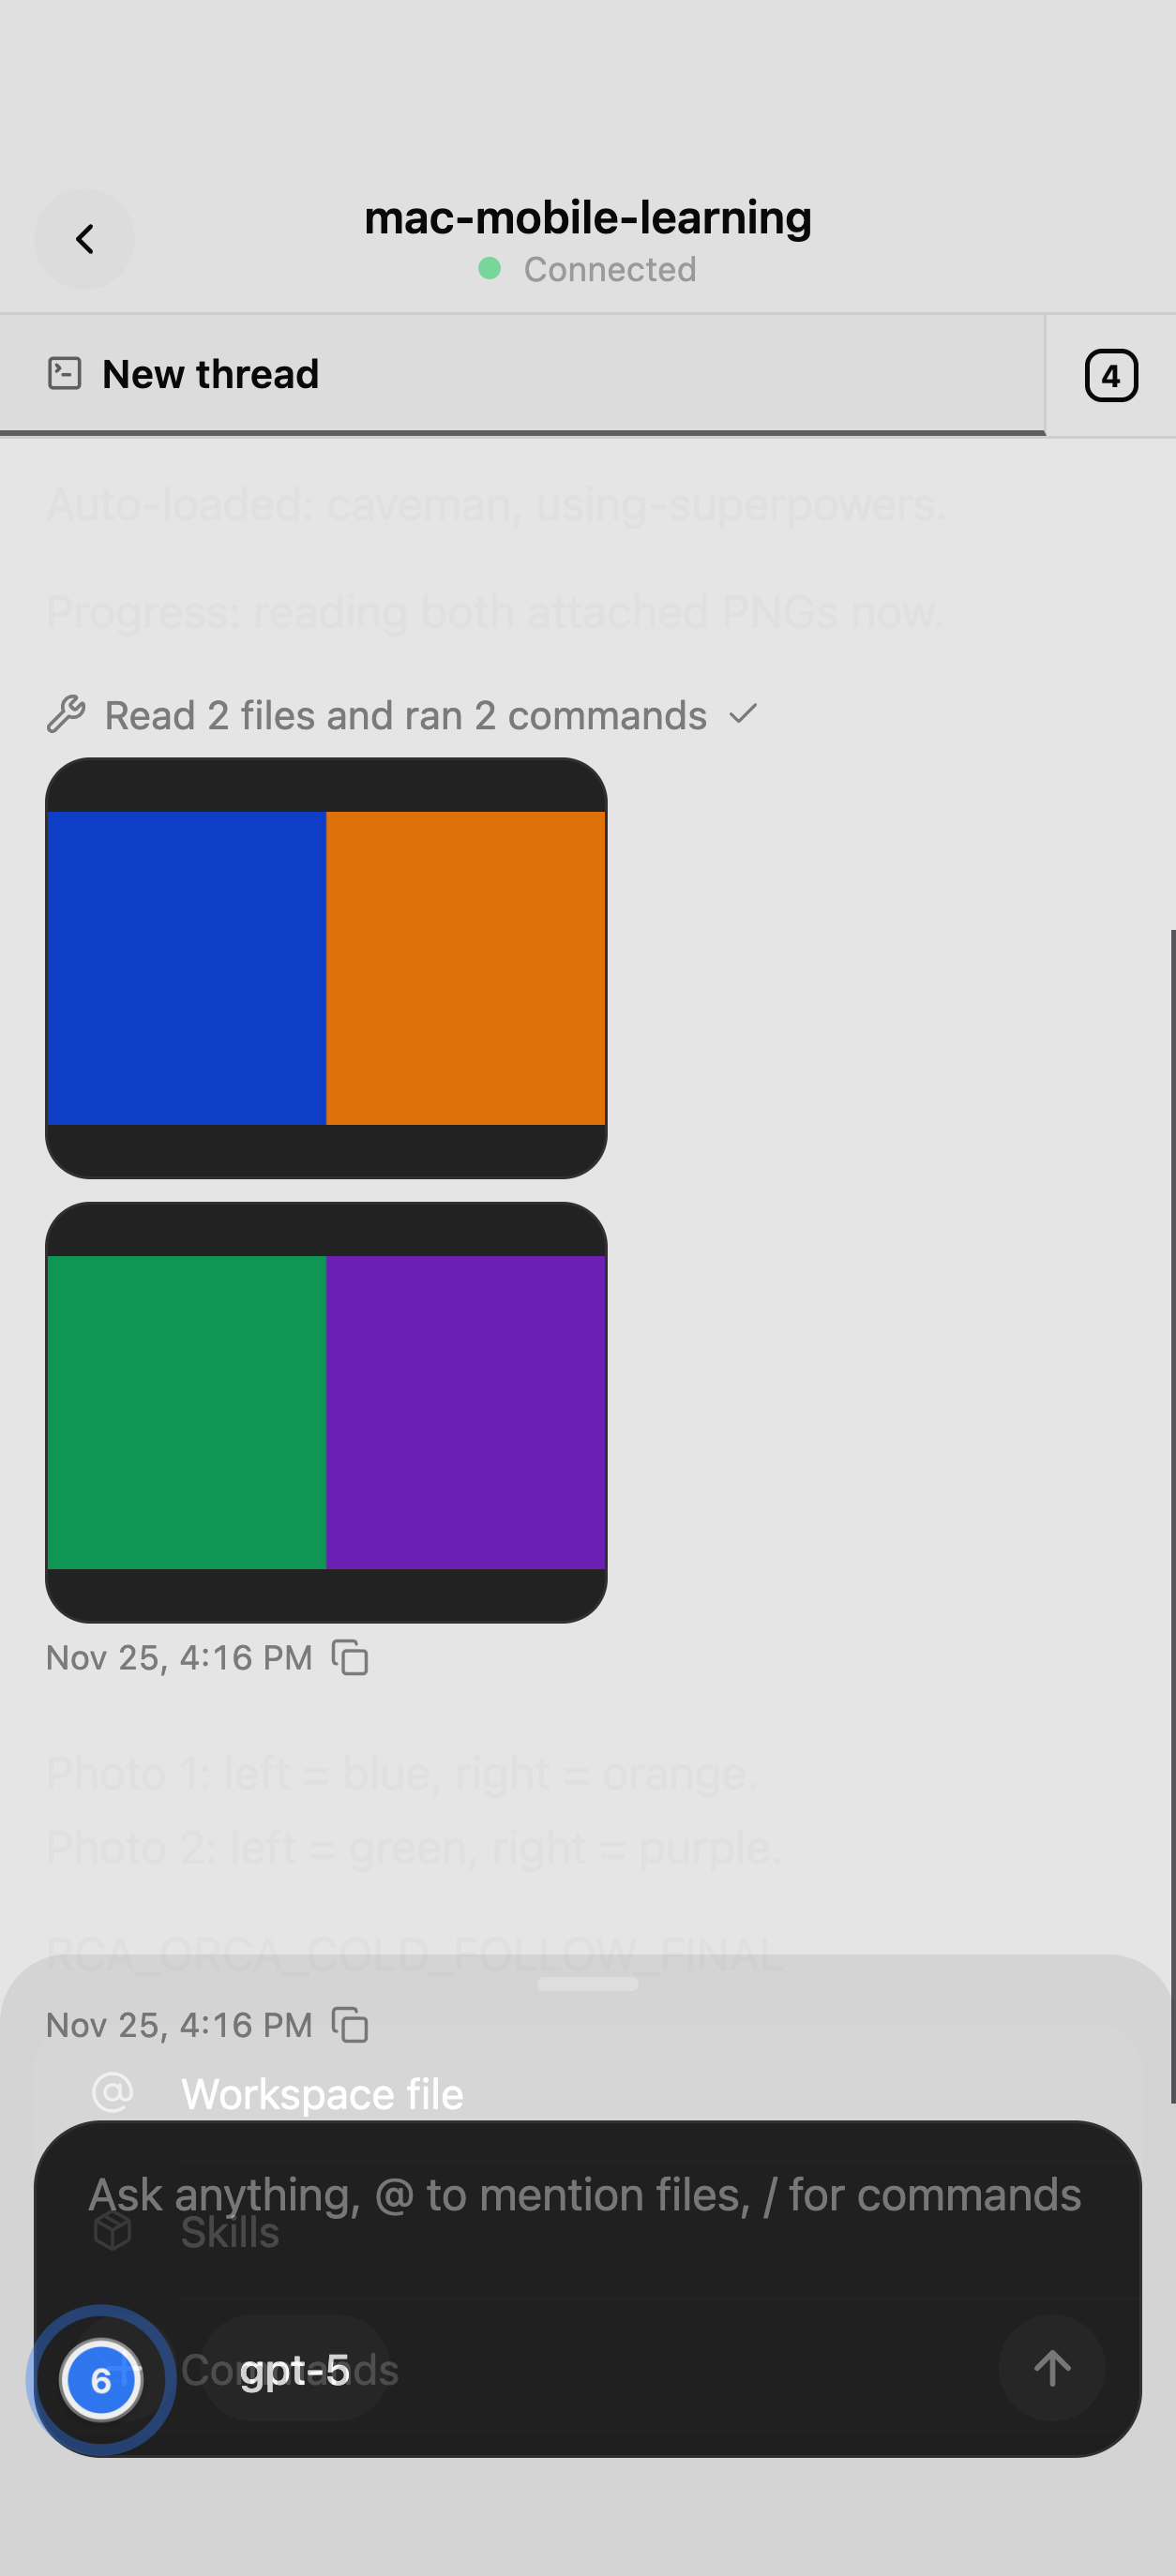 mac-mobile-learning
Connected
New thread
4
Auto-loaded: caveman, using-superpowers.
Progress: reading both attached PNGs now.
Read 2 files and ran 2 commands
Nov 25, 4:16 PM
Photo 1: left = blue, right = orange.
Photo 2: left = green, right = purple.
RCA_ORCA_COLD_FOLLOW_FINAL
Nov 25, 4:16 PM
@ Workspace file
Ask anything, @ to mention files, / for commands
Skills
6
Commands
gpt-5